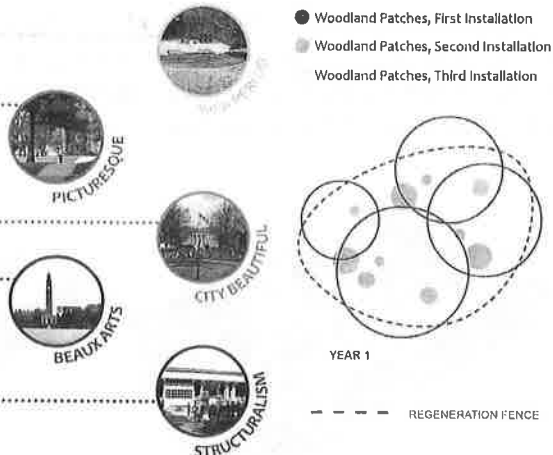 Woodland Patches, First Installation
Woodland Patches, Second Installation
Woodland Patches, Third Installation
PICTURESQUE
CITY BEAUTIFUL
BEAUX ARTS
STRUCTURALISM
YEAR 1
REGENERATION FENCE